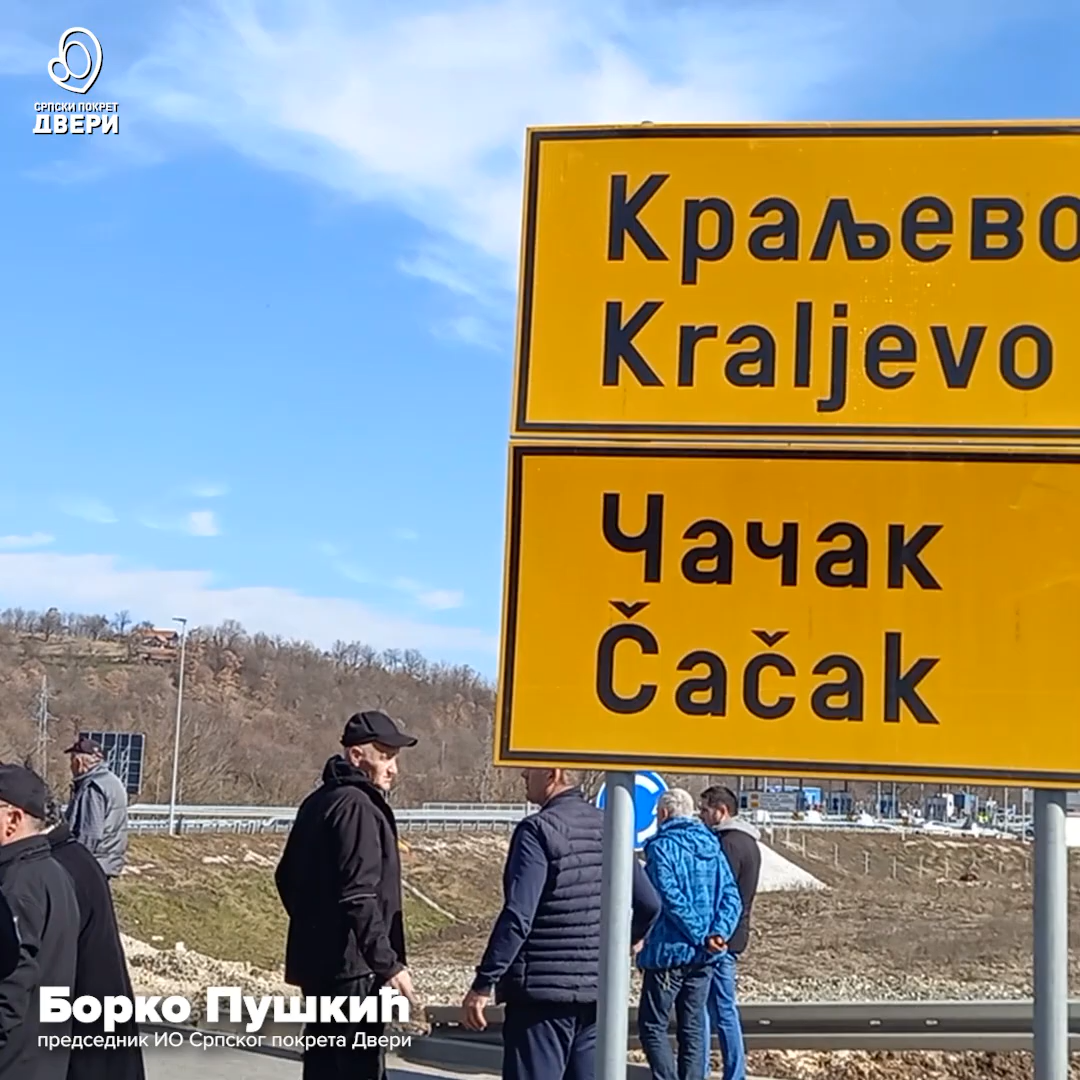 СРПСКИ ПОКРЕТ
ДВЕРИ
Краљево
Kraljevo
Чачак
Čačak
Борко Пушкић
председник ИО Српског покрета Двери